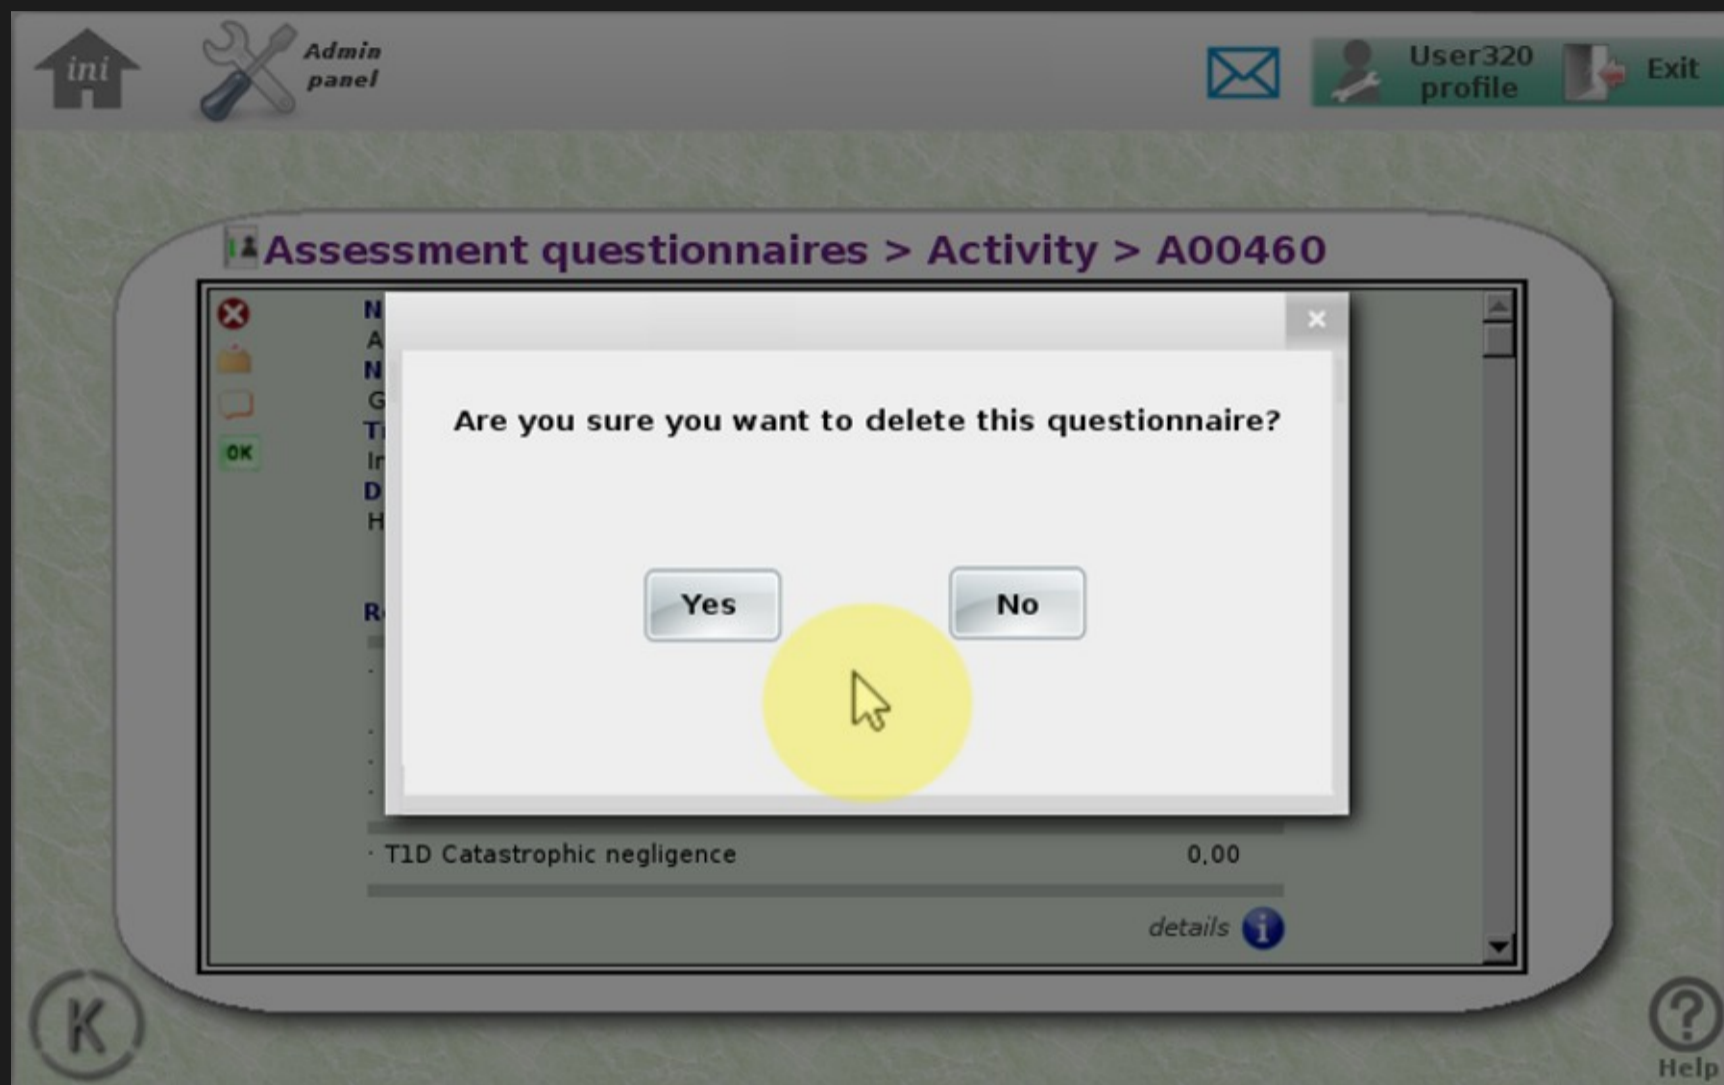 ini
Admin
panel
User320
profile
Exit
Assessment questionnaires > Activity > A00460
Are you sure you want to delete this questionnaire?
OK
Yes
No
· T1D Catastrophic negligence 0,00
details
K
Help